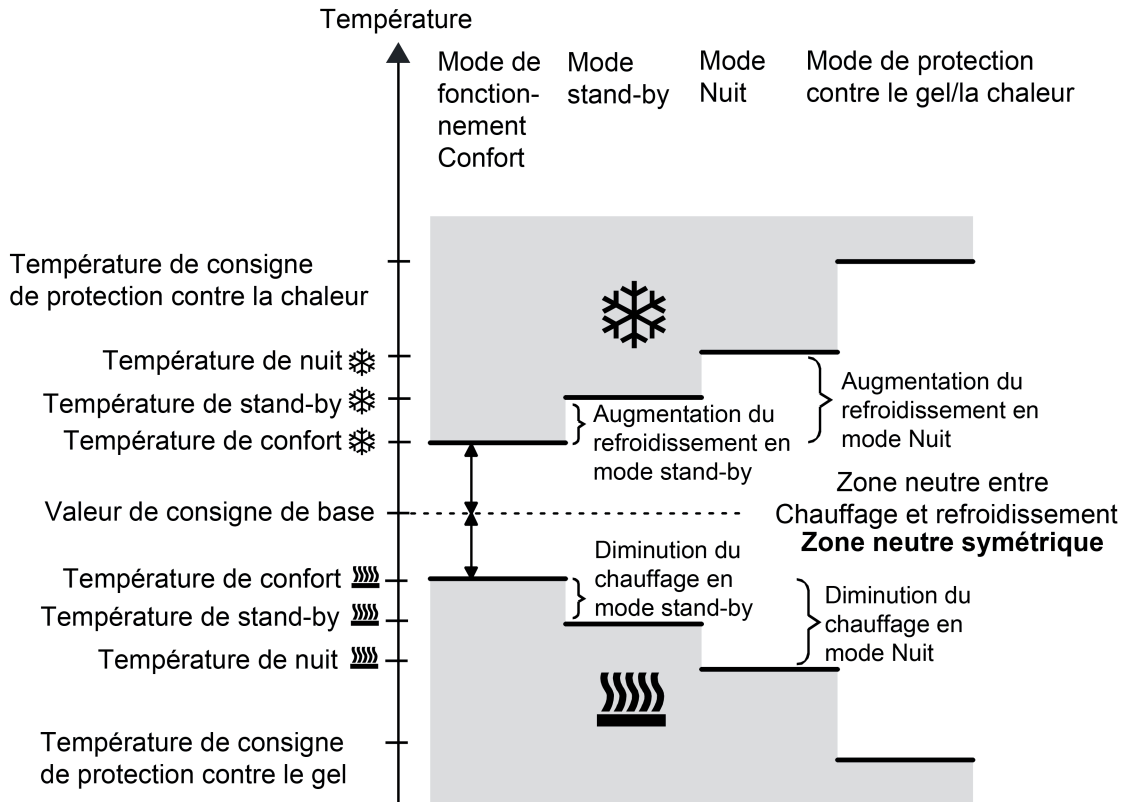 Température
Mode de
fonction-
nement
Confort
Mode
stand-by
Mode
Nuit
Mode de protection
contre le gel/la chaleur
Température de consigne
de protection contre la chaleur
Température de nuit
Température de stand-by
Température de confort
Augmentation du
refroidissement en
mode stand-by
Augmentation du
refroidissement en
mode Nuit
Valeur de consigne de base
Zone neutre entre
Chauffage et refroidissement
Zone neutre symétrique
Température de confort
Température de stand-by
Température de nuit
Diminution du
chauffage en
mode stand-by
Diminution du
chauffage en
mode Nuit
Température de consigne
de protection contre le gel